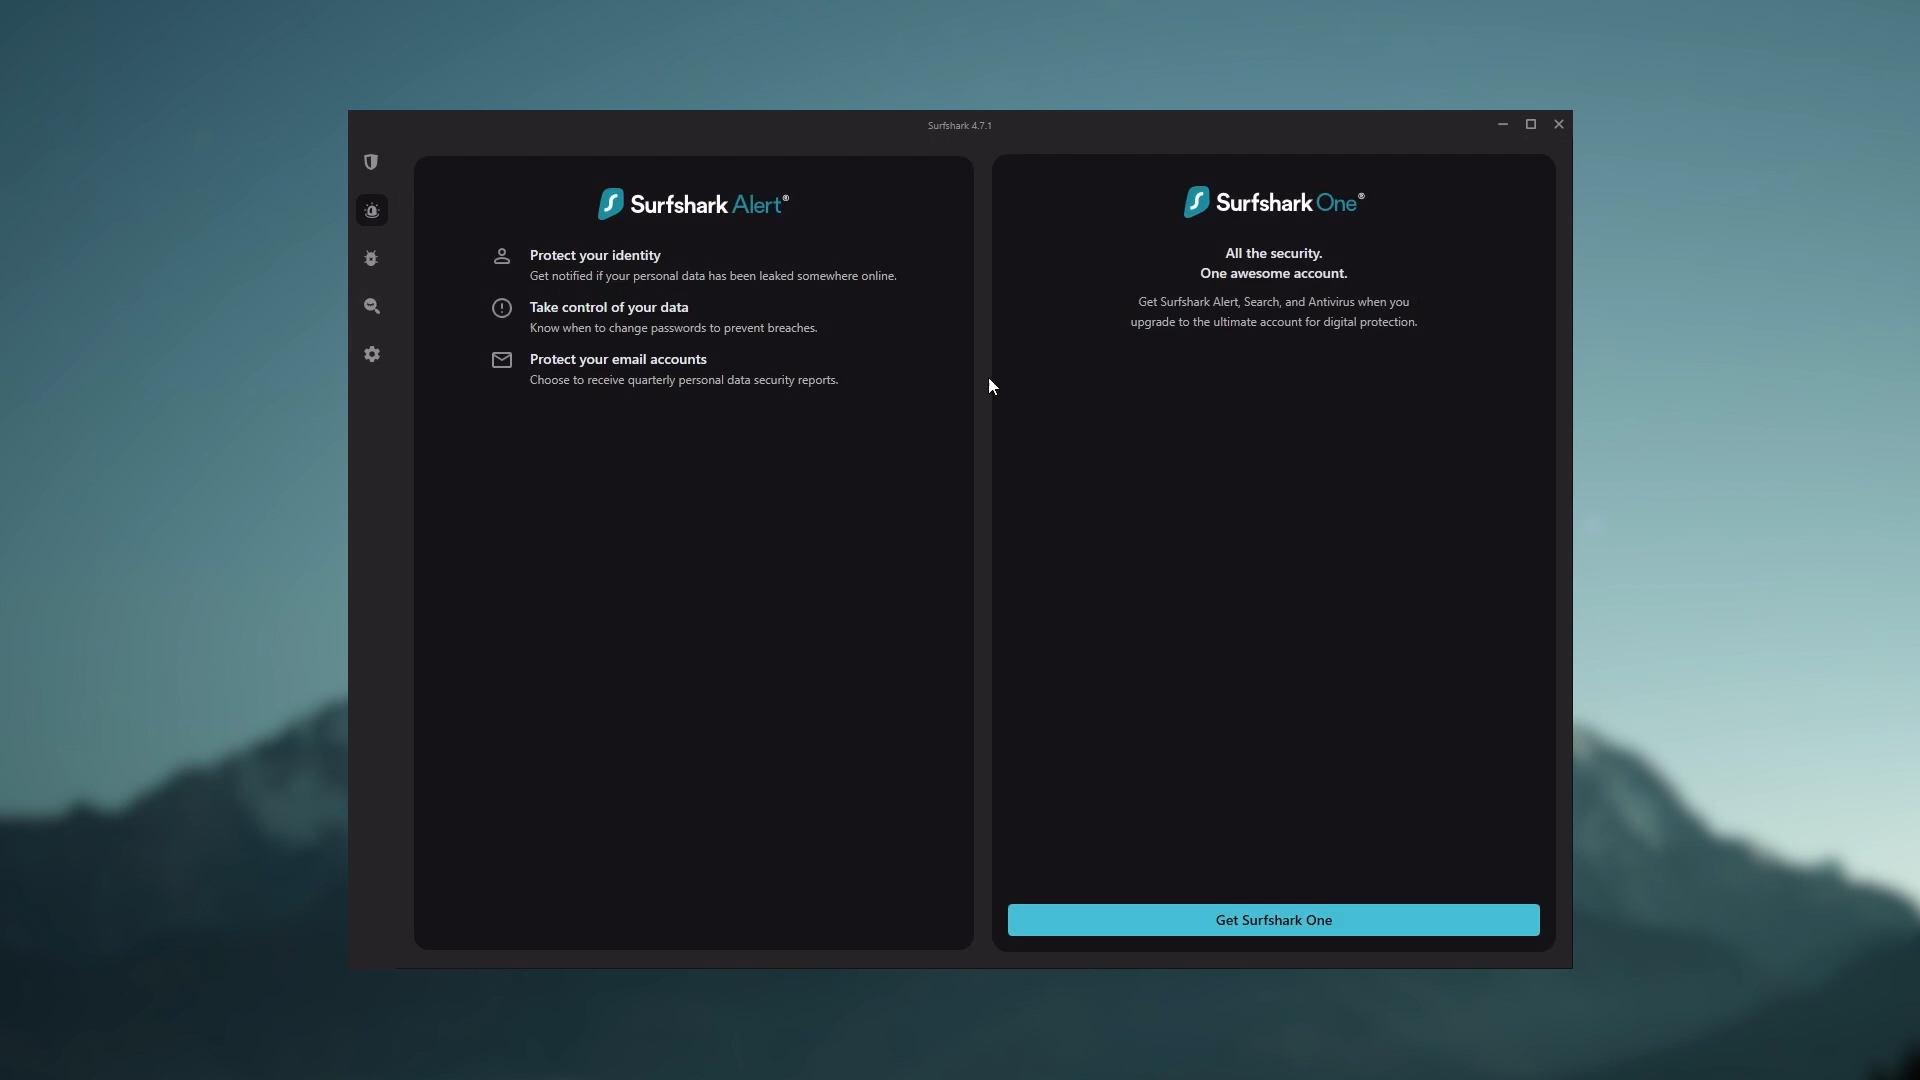 Surfshark 4.7.1
Surfshark Alert®
Protect your identity
Get notified if your personal data has been leaked somewhere online.
Take control of your data
Know when to change passwords to prevent breaches.
Protect your email accounts
Choose to receive quarterly personal data security reports.
Surfshark One®
All the security.
One awesome account.
Get Surfshark Alert, Search, and Antivirus when you
upgrade to the ultimate account for digital protection.
Get Surfshark One